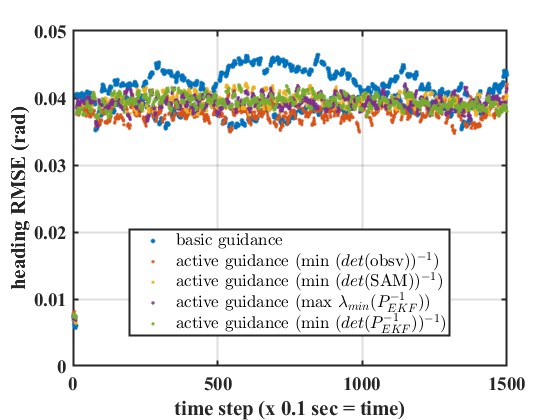 0.05
0.04
0.03
0.02
0.01
0
heading RMSE (rad)
basic guidance
active guidance (min (det(obsv))⁻¹)
active guidance (min (det(SAM))⁻¹)
active guidance (max λ_min(P_EKF⁻¹))
active guidance (min (det(P_EKF⁻¹))⁻¹)
0 500 1000 1500
time step (x 0.1 sec = time)